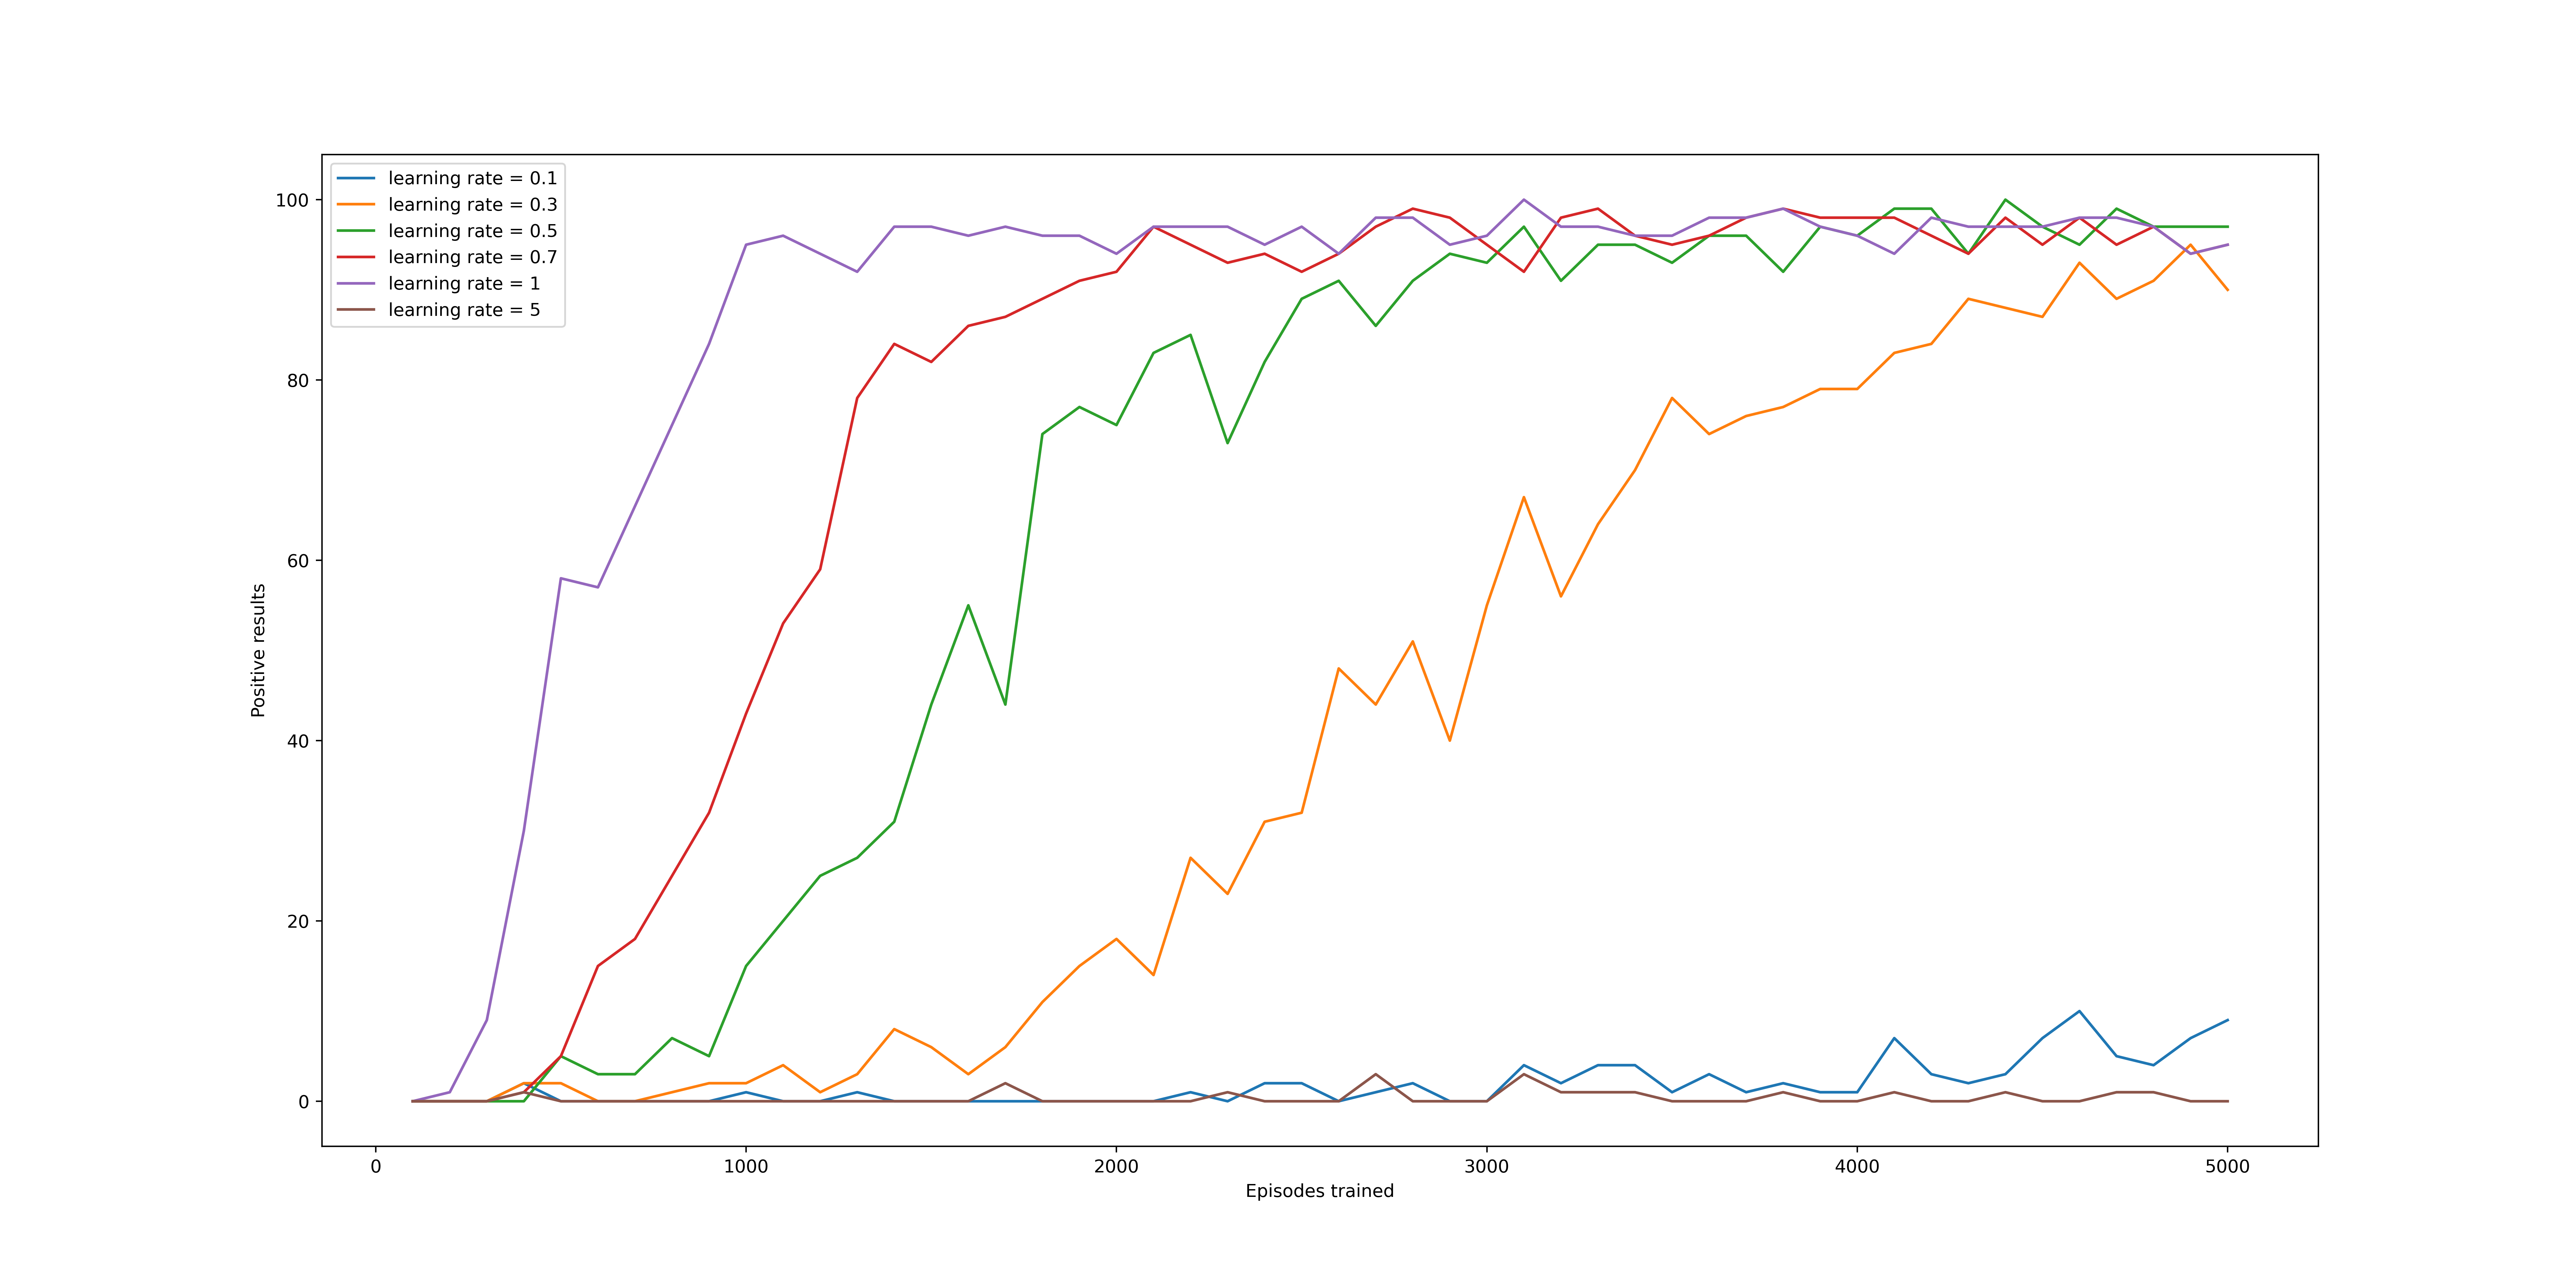 learning rate = 0.1
learning rate = 0.3
learning rate = 0.5
learning rate = 0.7
learning rate = 1
learning rate = 5
100
80
60
40
20
0
Positive results
0 1000 2000 3000 4000 5000
Episodes trained